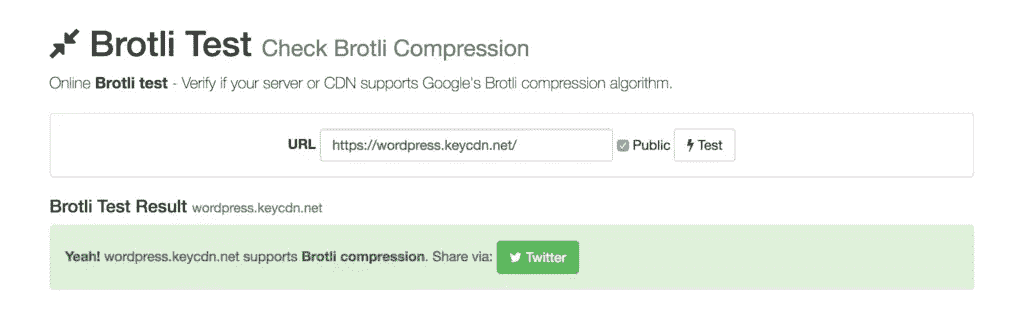 Brotli Test Check Brotli Compression
Online Brotli test - Verify if your server or CDN supports Google's Brotli compression algorithm.
URL https://wordpress.keycdn.net/ Public Test
Brotli Test Result wordpress.keycdn.net
Yeah! wordpress.keycdn.net supports Brotli compression. Share via: Twitter